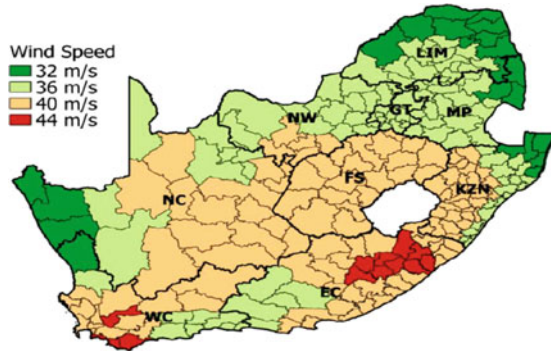 Wind Speed
32 m/s
36 m/s
40 m/s
44 m/s
LIM
NW
GT
MP
NC
FS
KZN
EC
WC